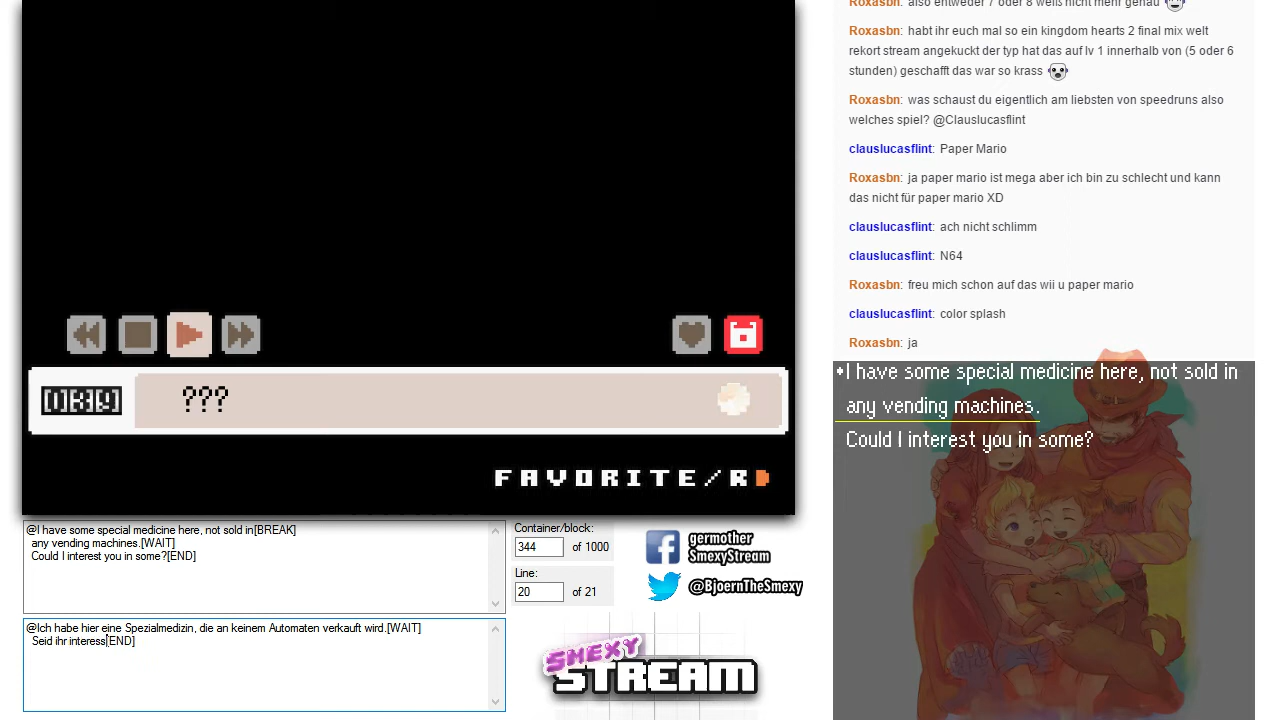 Roxasbn: also entweder 7 oder 8 weiß nicht mehr genau
Roxasbn: habt ihr euch mal so ein kingdom hearts 2 final mix welt
rekort stream angekuckt der typ hat das auf lv 1 innerhalb von (5 oder 6
stunden) geschafft das war so krass
Roxasbn: was schaust du eigentlich am liebsten von speedruns also
welches spiel? @Clauslucasflint
clauslucasflint: Paper Mario
Roxasbn: ja paper mario ist mega aber ich bin zu schlecht und kann
das nicht für paper mario XD
clauslucasflint: ach nicht schlimm
clauslucasflint: N64
Roxasbn: freu mich schon auf das wii u paper mario
clauslucasflint: color splash
Roxasbn: ja
•I have some special medicine here, not sold in
any vending machines.
Could I interest you in some?
[039]
???
FAVORITE/R
@I have some special medicine here, not sold in[BREAK]
any vending machines.[WAIT]
Could I interest you in some?[END]
@Ich habe hier eine Spezialmedizin, die an keinem Automaten verkauft wird.[WAIT]
Seid ihr interess[END]
Container/block:
344 of 1000
Line:
20 of 21
germother
SmexyStream
@BjoernTheSmexy
SMEXY
STREAM